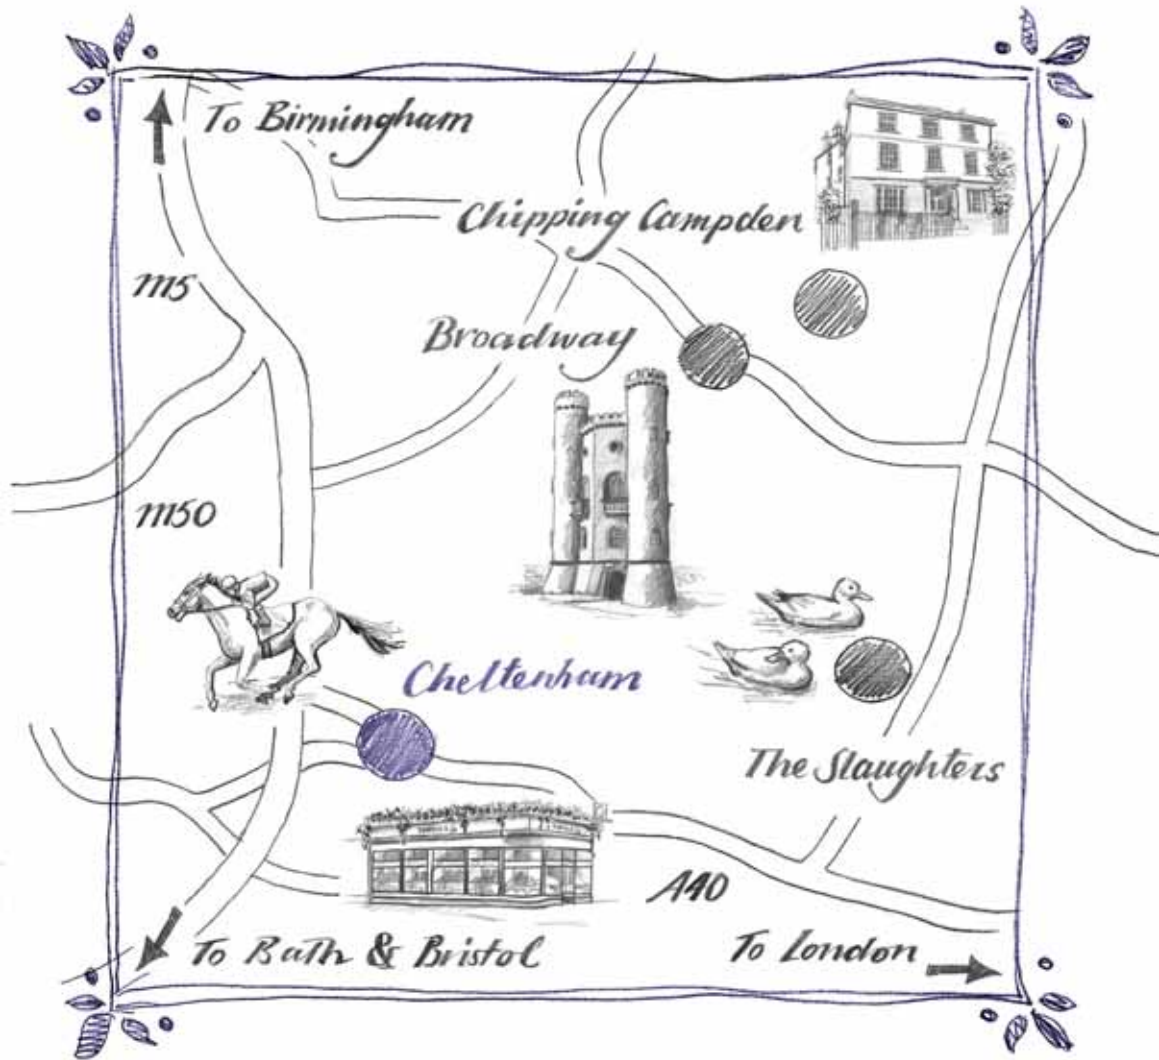 To Birmingham
Chipping Campden
M5
Broadway
M50
Cheltenham
The Slaughters
A40
To Bath & Bristol
To London